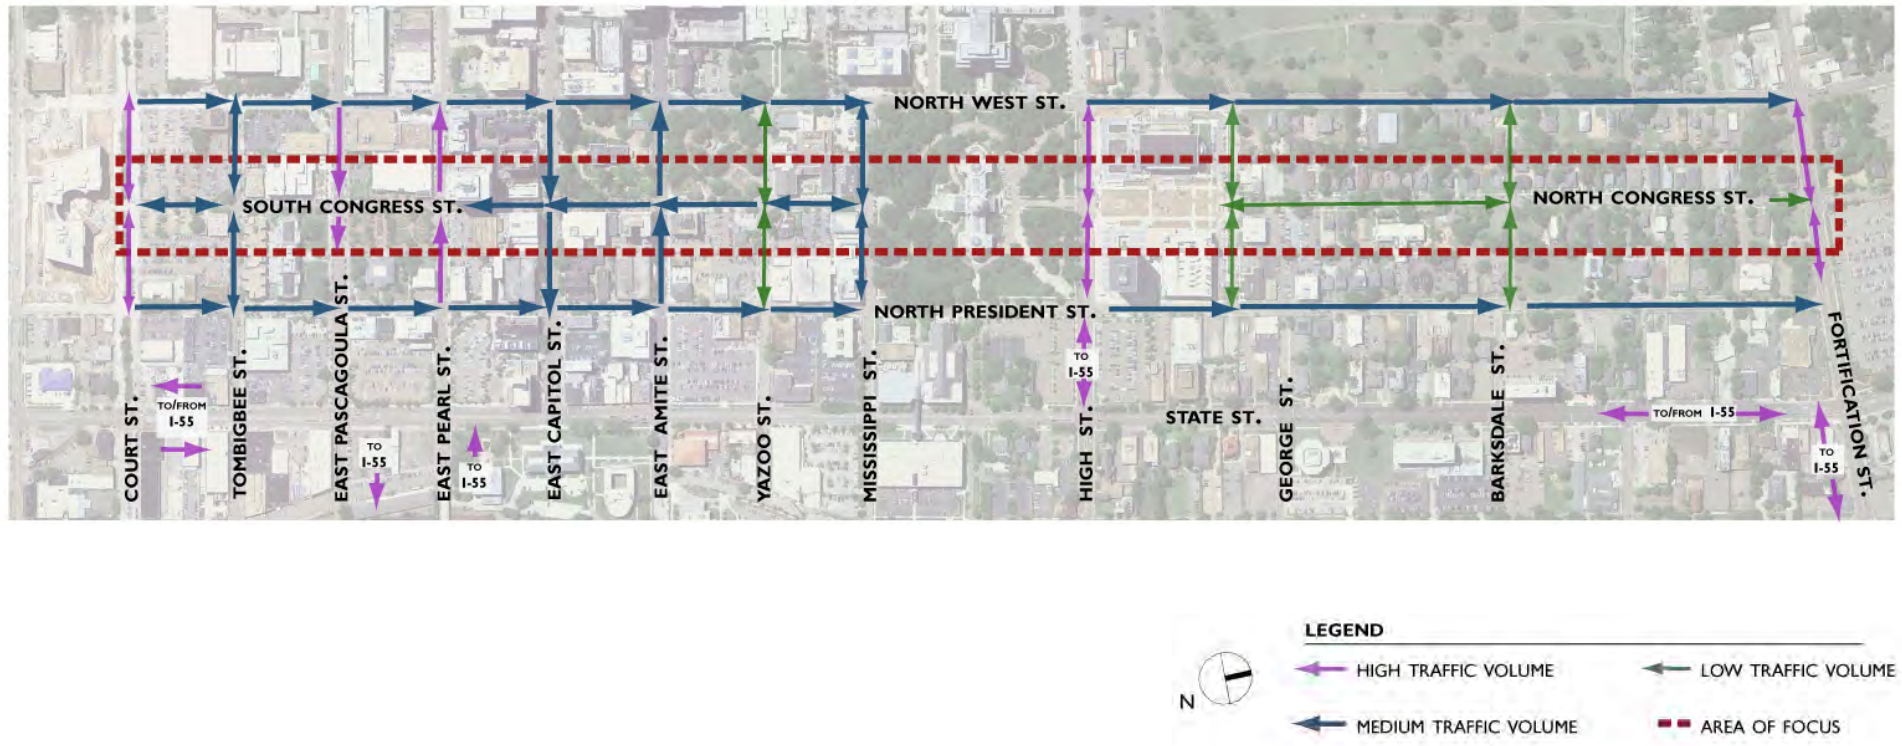 NORTH WEST ST.
SOUTH CONGRESS ST.
NORTH CONGRESS ST.
NORTH PRESIDENT ST.
COURT ST.
TO/FROM
I-55
TOMBIGBEE ST.
EAST PASCAGOULA ST.
TO
I-55
EAST PEARL ST.
TO
I-55
EAST CAPITOL ST.
EAST AMITE ST.
YAZOO ST.
MISSISSIPPI ST.
TO
I-55
HIGH ST.
STATE ST.
GEORGE ST.
BARKSDALE ST.
TO/FROM I-55
FORTIFICATION ST.
TO
I-55
LEGEND
HIGH TRAFFIC VOLUME
LOW TRAFFIC VOLUME
N
MEDIUM TRAFFIC VOLUME
AREA OF FOCUS